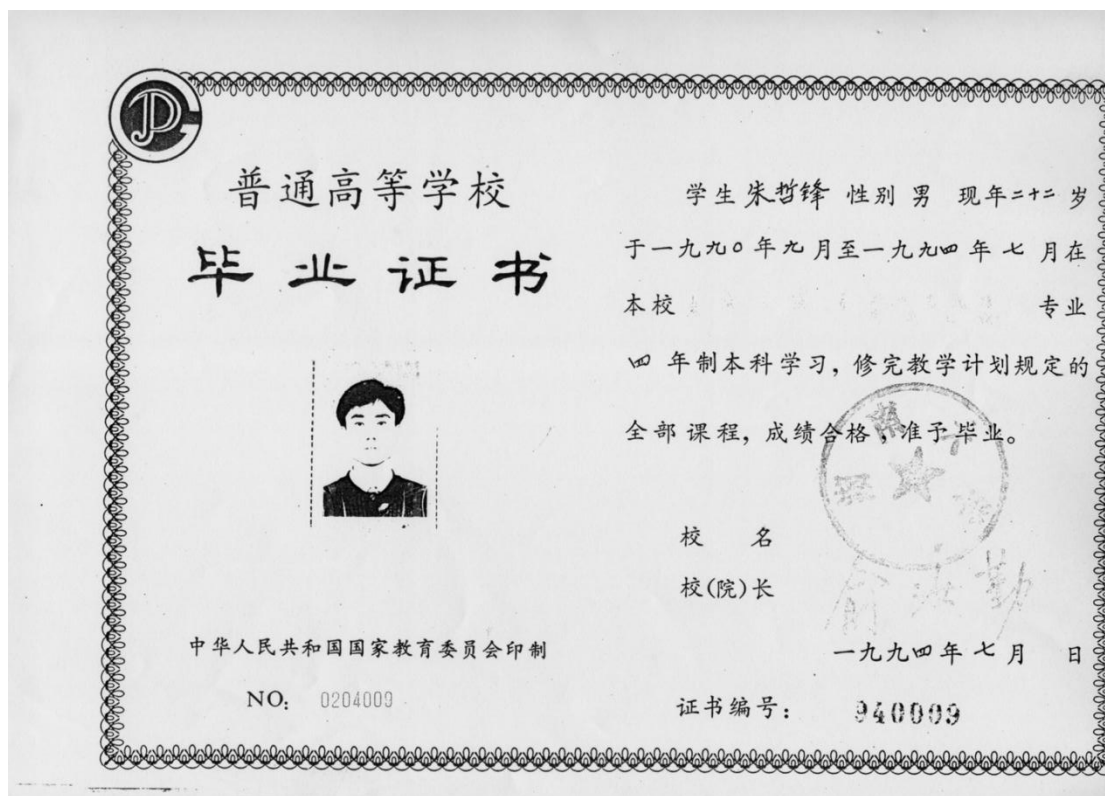 普通高等学校
毕业证书
中华人民共和国国家教育委员会印制
NO: 0204009
学生朱哲锋 性别 男 现年二十二岁
于一九九〇年九月至一九九四年七月在
本校 专业
四年制本科学习，修完教学计划规定的
全部课程，成绩合格，准予毕业。
校 名
校(院)长
一九九四年七月 日
证书编号： 940009